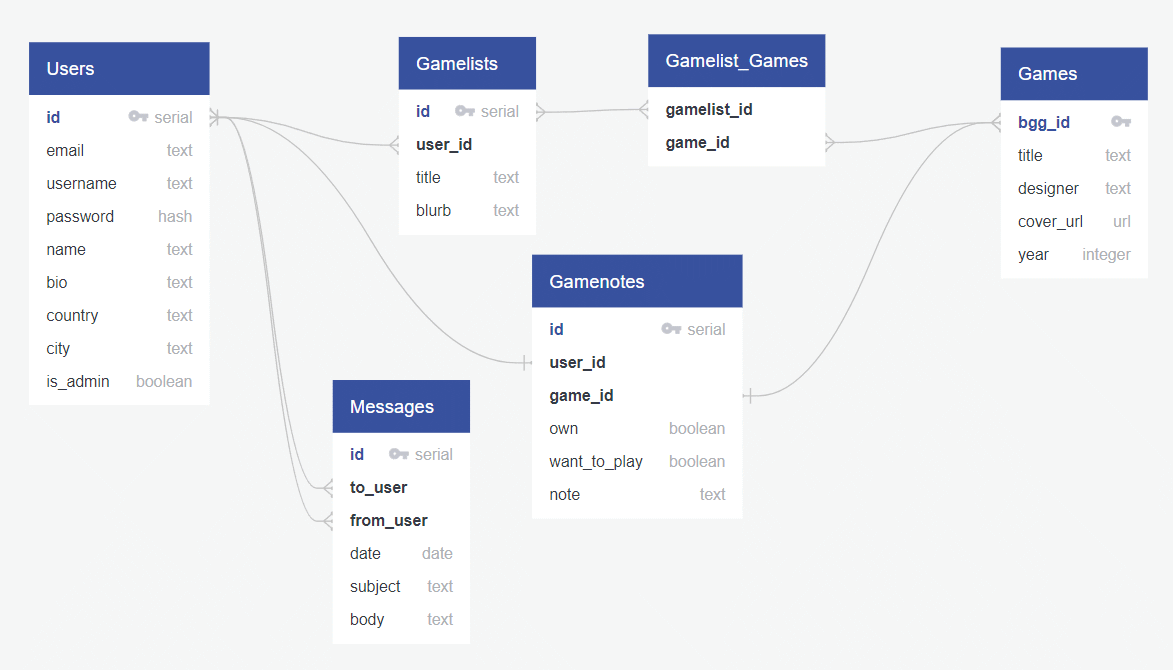 Users
id serial
email text
username text
password hash
name text
bio text
country text
city text
is_admin boolean
Gamelists
id serial
user_id
title text
blurb text
Gamelist_Games
gamelist_id
game_id
Games
bgg_id
title text
designer text
cover_url url
year integer
Gamenotes
id serial
user_id
game_id
own boolean
want_to_play boolean
note text
Messages
id serial
to_user
from_user
date date
subject text
body text